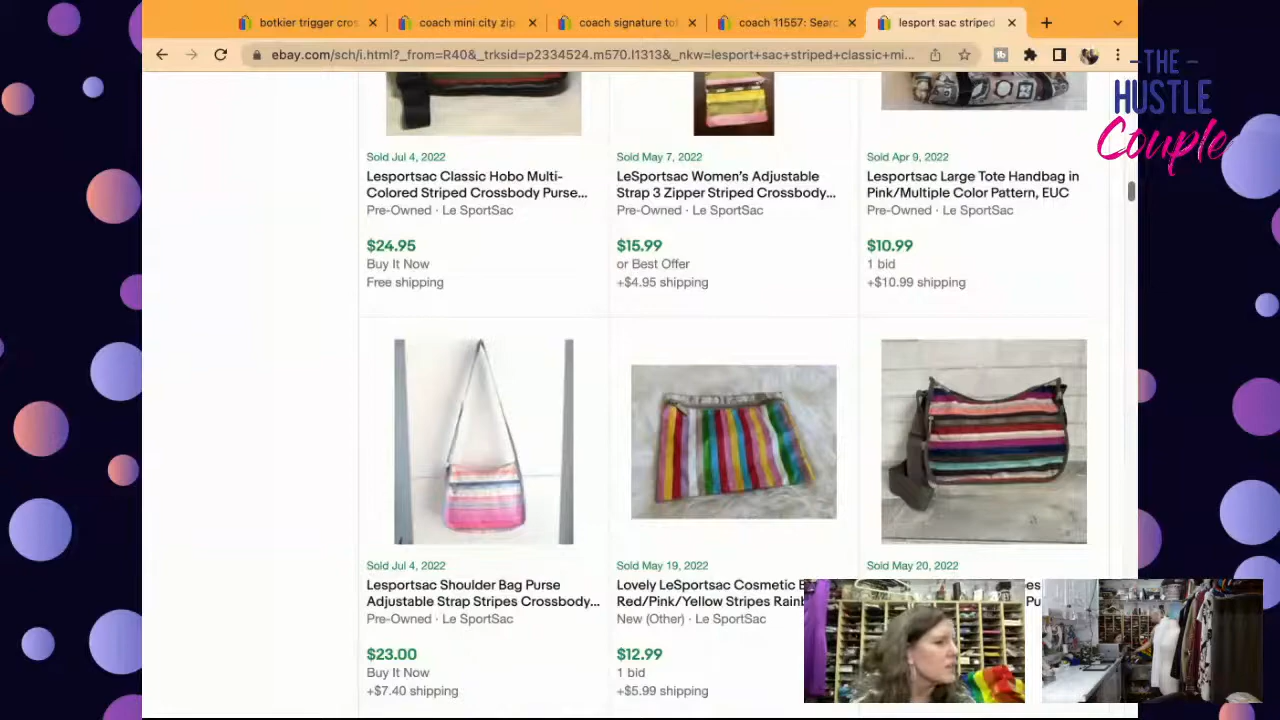 botkier trigger cros
coach mini city zip
coach signature tol
coach 11557: Searc
lesport sac striped
ebay.com/sch/i.html?_from=R40&_trksid=p2334524.m570.l1313&_nkw=lesport+sac+striped+classic+mi...
-THE-
HUSTLE
Couple
Sold Jul 4, 2022
Lesportsac Classic Hobo Multi-
Colored Striped Crossbody Purse...
Pre-Owned · Le SportSac
$24.95
Buy It Now
Free shipping
Sold May 7, 2022
LeSportsac Women's Adjustable
Strap 3 Zipper Striped Crossbody...
Pre-Owned · Le SportSac
$15.99
or Best Offer
+$4.95 shipping
Sold Apr 9, 2022
Lesportsac Large Tote Handbag in
Pink/Multiple Color Pattern, EUC
Pre-Owned · Le SportSac
$10.99
1 bid
+$10.99 shipping
Sold Jul 4, 2022
Lesportsac Shoulder Bag Purse
Adjustable Strap Stripes Crossbody...
Pre-Owned · Le SportSac
$23.00
Buy It Now
+$7.40 shipping
Sold May 19, 2022
Lovely LeSportsac Cosmetic
Red/Pink/Yellow Stripes
New (Other) · Le SportSac
$12.99
1 bid
+$5.99 shipping
Sold May 20, 2022